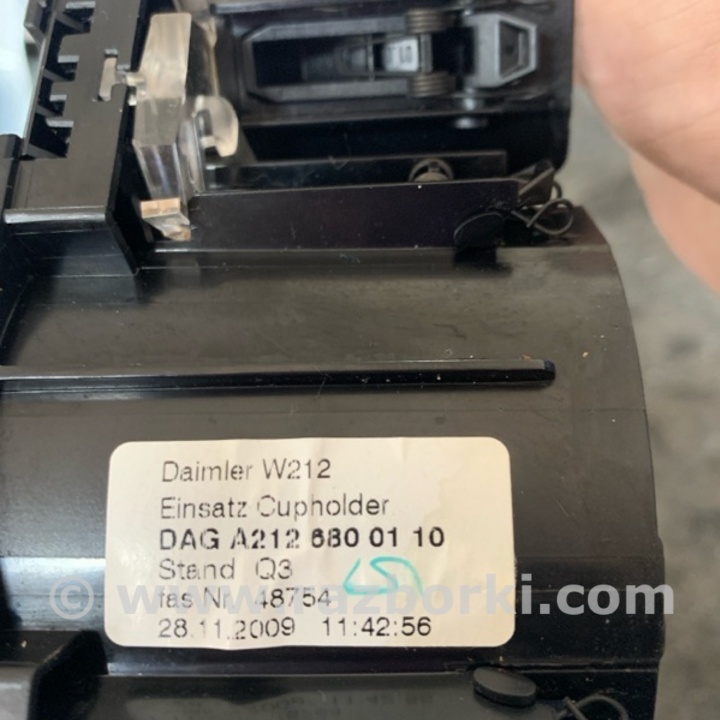 Daimler W212
Einsatz Cupholder
DAG A212 680 01 10
Stand Q3
fas Nr 48754
28.11.2009 11:42:56
© www.razborki.com